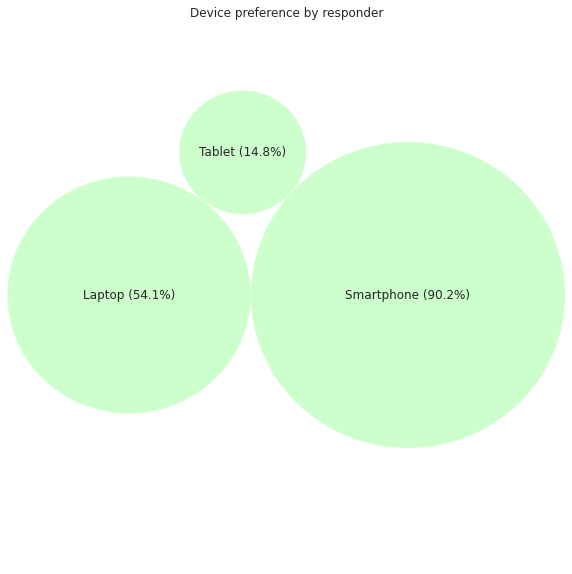 Device preference by responder
Tablet (14.8%)
Laptop (54.1%)
Smartphone (90.2%)